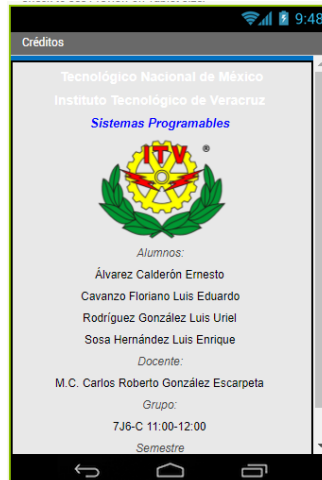 9:48
Créditos
Tecnológico Nacional de México
Instituto Tecnológico de Veracruz
Sistemas Programables
ITV ®
Alumnos:
Álvarez Calderón Ernesto
Cavanzo Floriano Luis Eduardo
Rodríguez González Luis Uriel
Sosa Hernández Luis Enrique
Docente:
M.C. Carlos Roberto González Escarpeta
Grupo:
7J6-C 11:00-12:00
Semestre